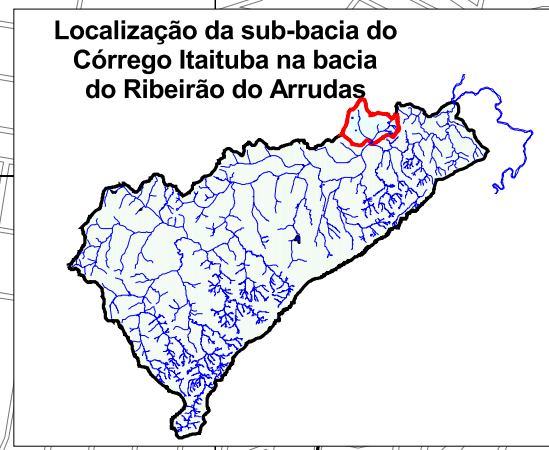 Localização da sub-bacia do
Córrego Itaituba na bacia
do Ribeirão do Arrudas